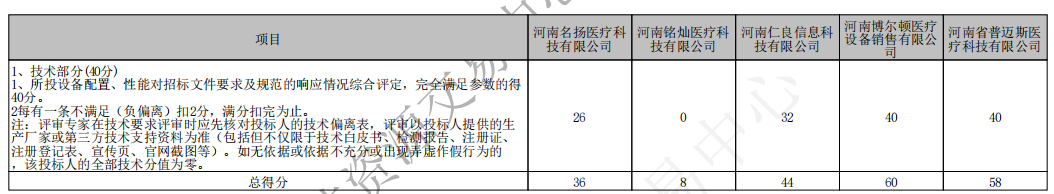 项目
河南名扬医疗科
技有限公司
河南铭灿医疗科
技有限公司
河南仁良信息科
技有限公司
河南博尔顿医疗
设备销售有限公
司
河南省普迈斯医
疗科技有限公司
1、技术部分(40分)
1、所投设备配置、性能对招标文件要求及规范的响应情况综合评定，完全满足参数的得
40分。
2每有一条不满足（负偏离）扣2分，满分扣完为止。
注：评审专家在技术要求评审时应先核对投标人的技术偏离表，评审以投标人提供的生
产厂家或第三方技术支持资料为准（包括但不仅限于技术白皮书、检测报告、注册证、
注册登记表、宣传页、官网截图等）。如无依据或依据不充分或出现弄虚作假行为的
，该投标人的全部技术分值为零。
26
0
32
40
40
总得分
36
8
44
60
58
资源交易中心
易中心